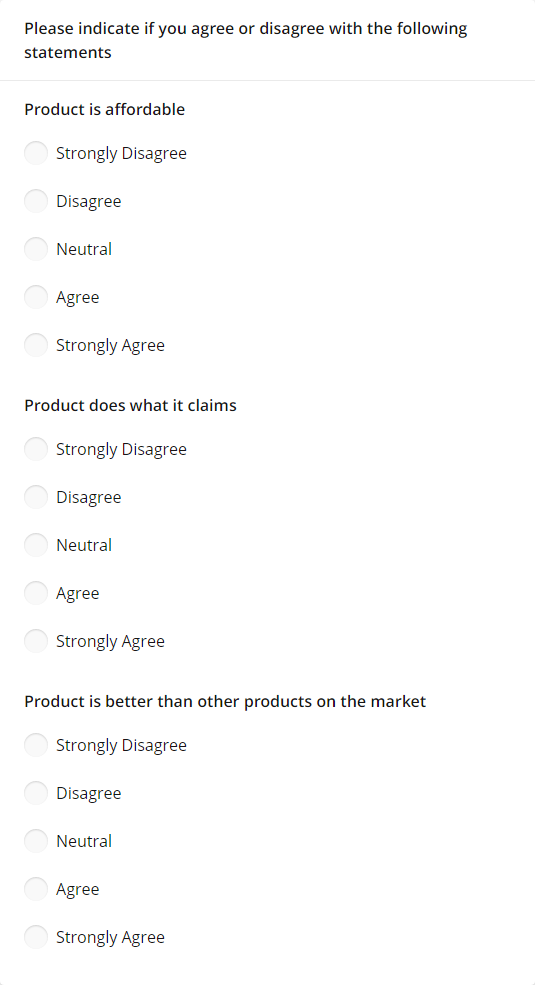 Please indicate if you agree or disagree with the following
statements
Product is affordable
Strongly Disagree
Disagree
Neutral
Agree
Strongly Agree
Product does what it claims
Strongly Disagree
Disagree
Neutral
Agree
Strongly Agree
Product is better than other products on the market
Strongly Disagree
Disagree
Neutral
Agree
Strongly Agree